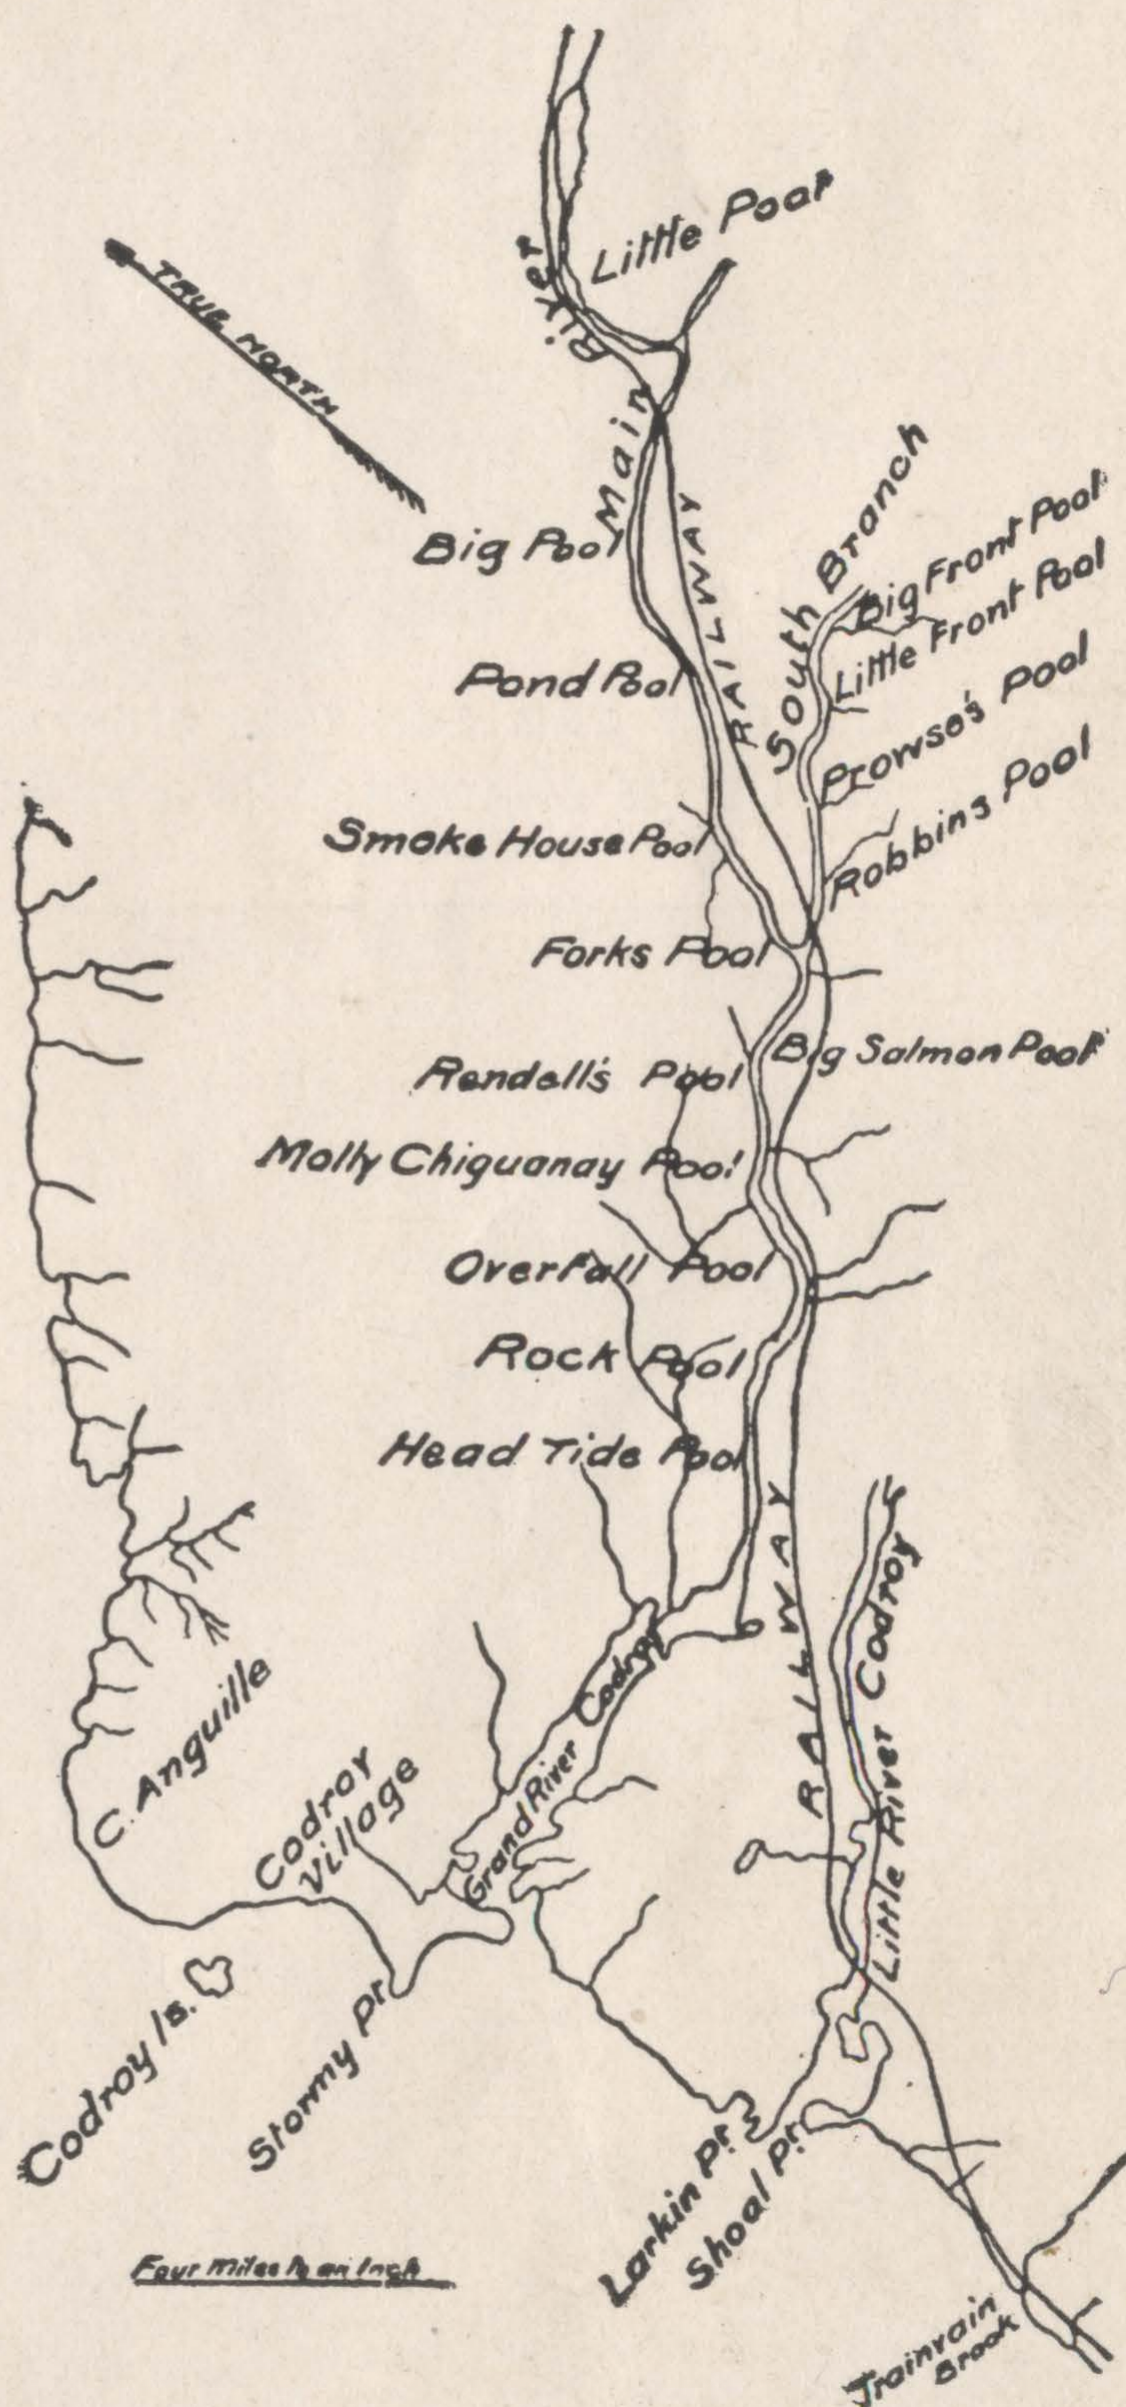 Little Pool
TRUE NORTH
Main River
Big Pool
RAILWAY
South Branch
Big Front Pool
Little Front Pool
Pond Pool
Prowse's Pool
Robbins Pool
Smoke House Pool
Forks Pool
Big Salmon Pool
Rendell's Pool
Molly Chiguanay Pool
Overfall Pool
Rock Pool
Head Tide Pool
RAILWAY
Little River Codroy
Grand River Codroy
C. Anguille
Codroy
Village
Codroy Is.
Stormy Pt
Larkin Pt.
Shoal Pt.
Four Miles to an Inch
Trainvain
Brook